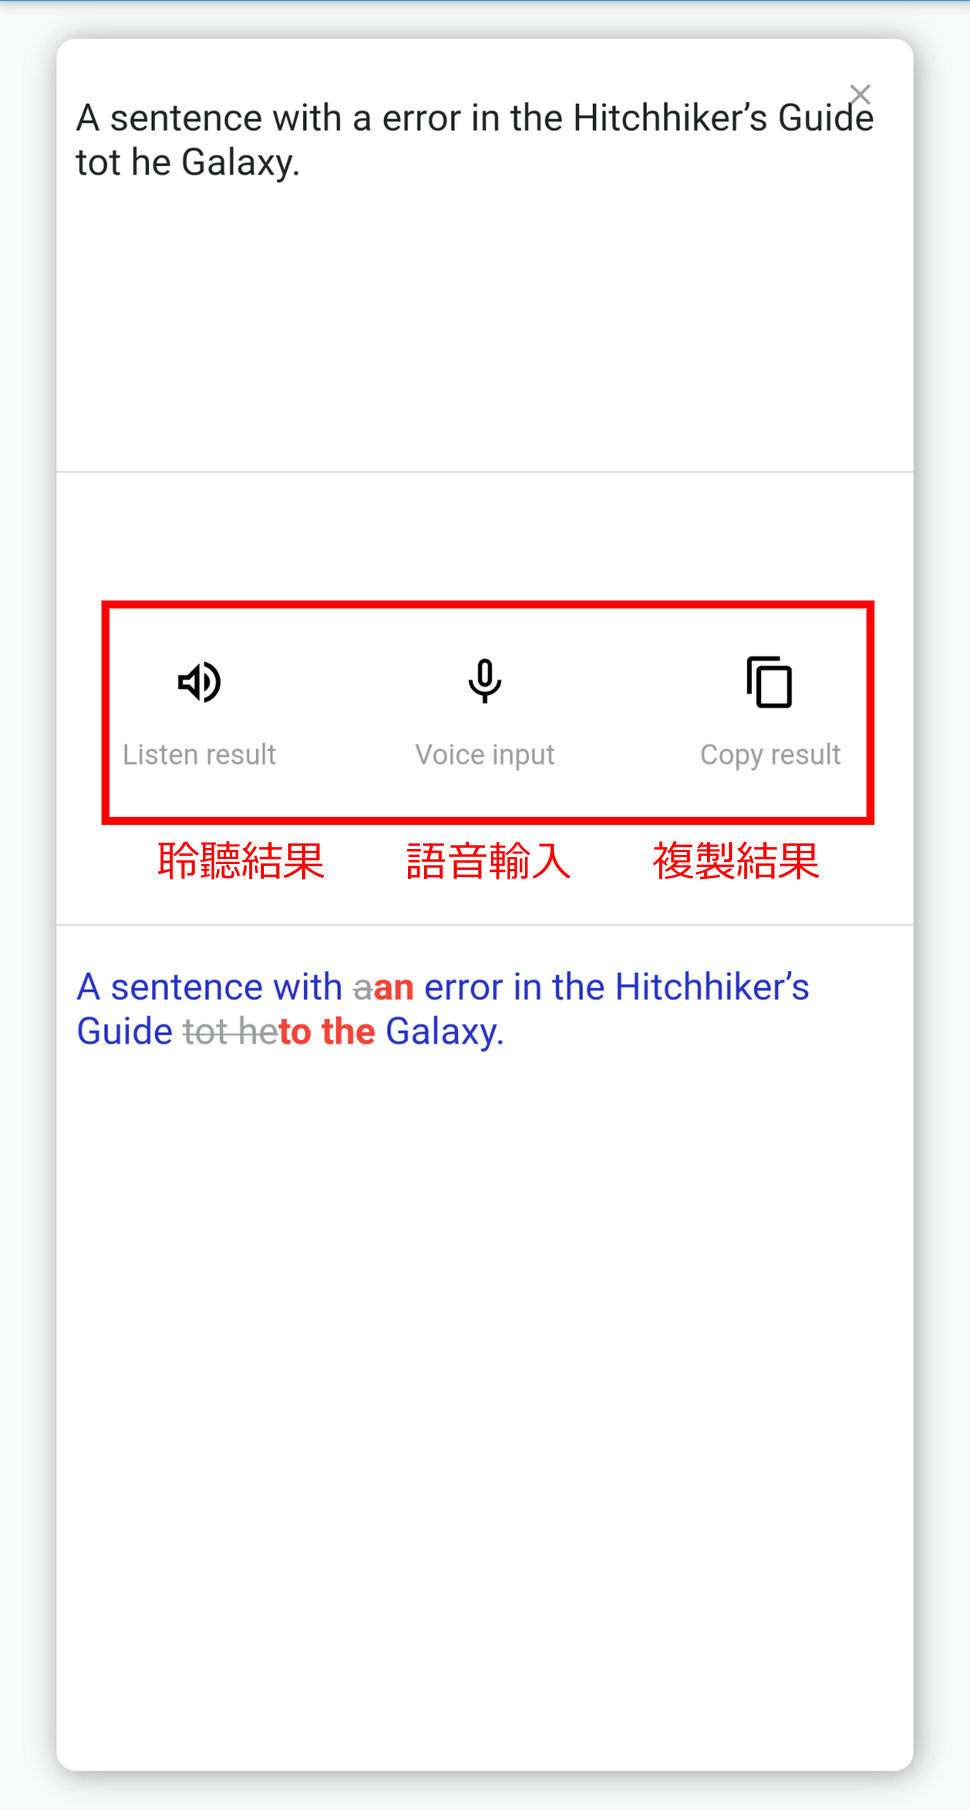 A sentence with a error in the Hitchhiker’s Guide
tot he Galaxy.
Listen result Voice input Copy result
聆聽結果 語音輸入 複製結果
A sentence with aan error in the Hitchhiker’s
Guide tot heto the Galaxy.